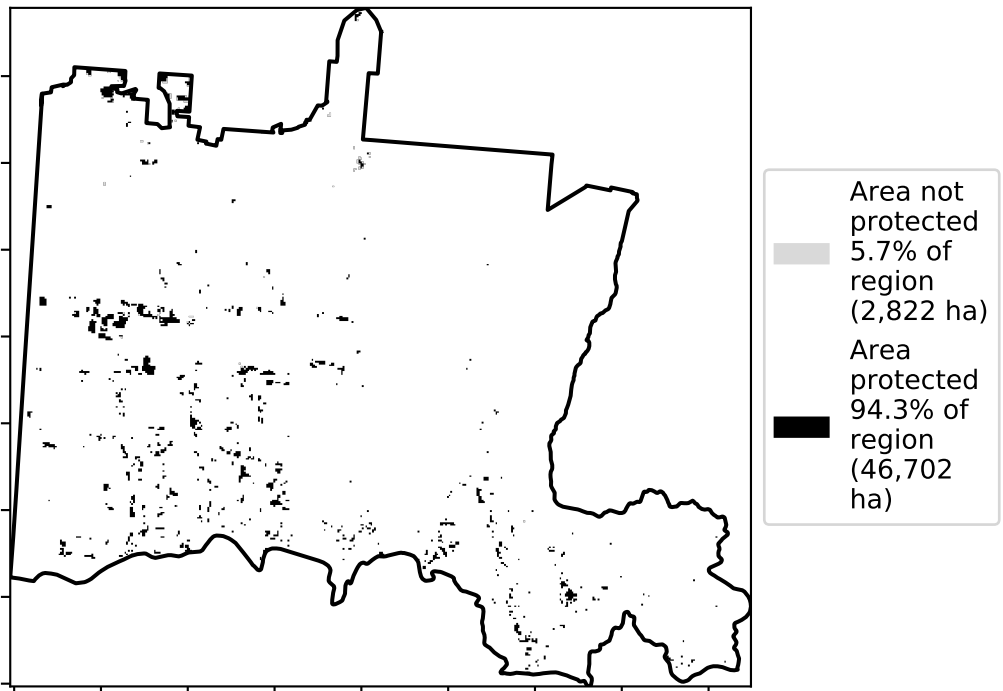 Area not
protected
5.7% of
region
(2,822 ha)
Area
protected
94.3% of
region
(46,702
ha)